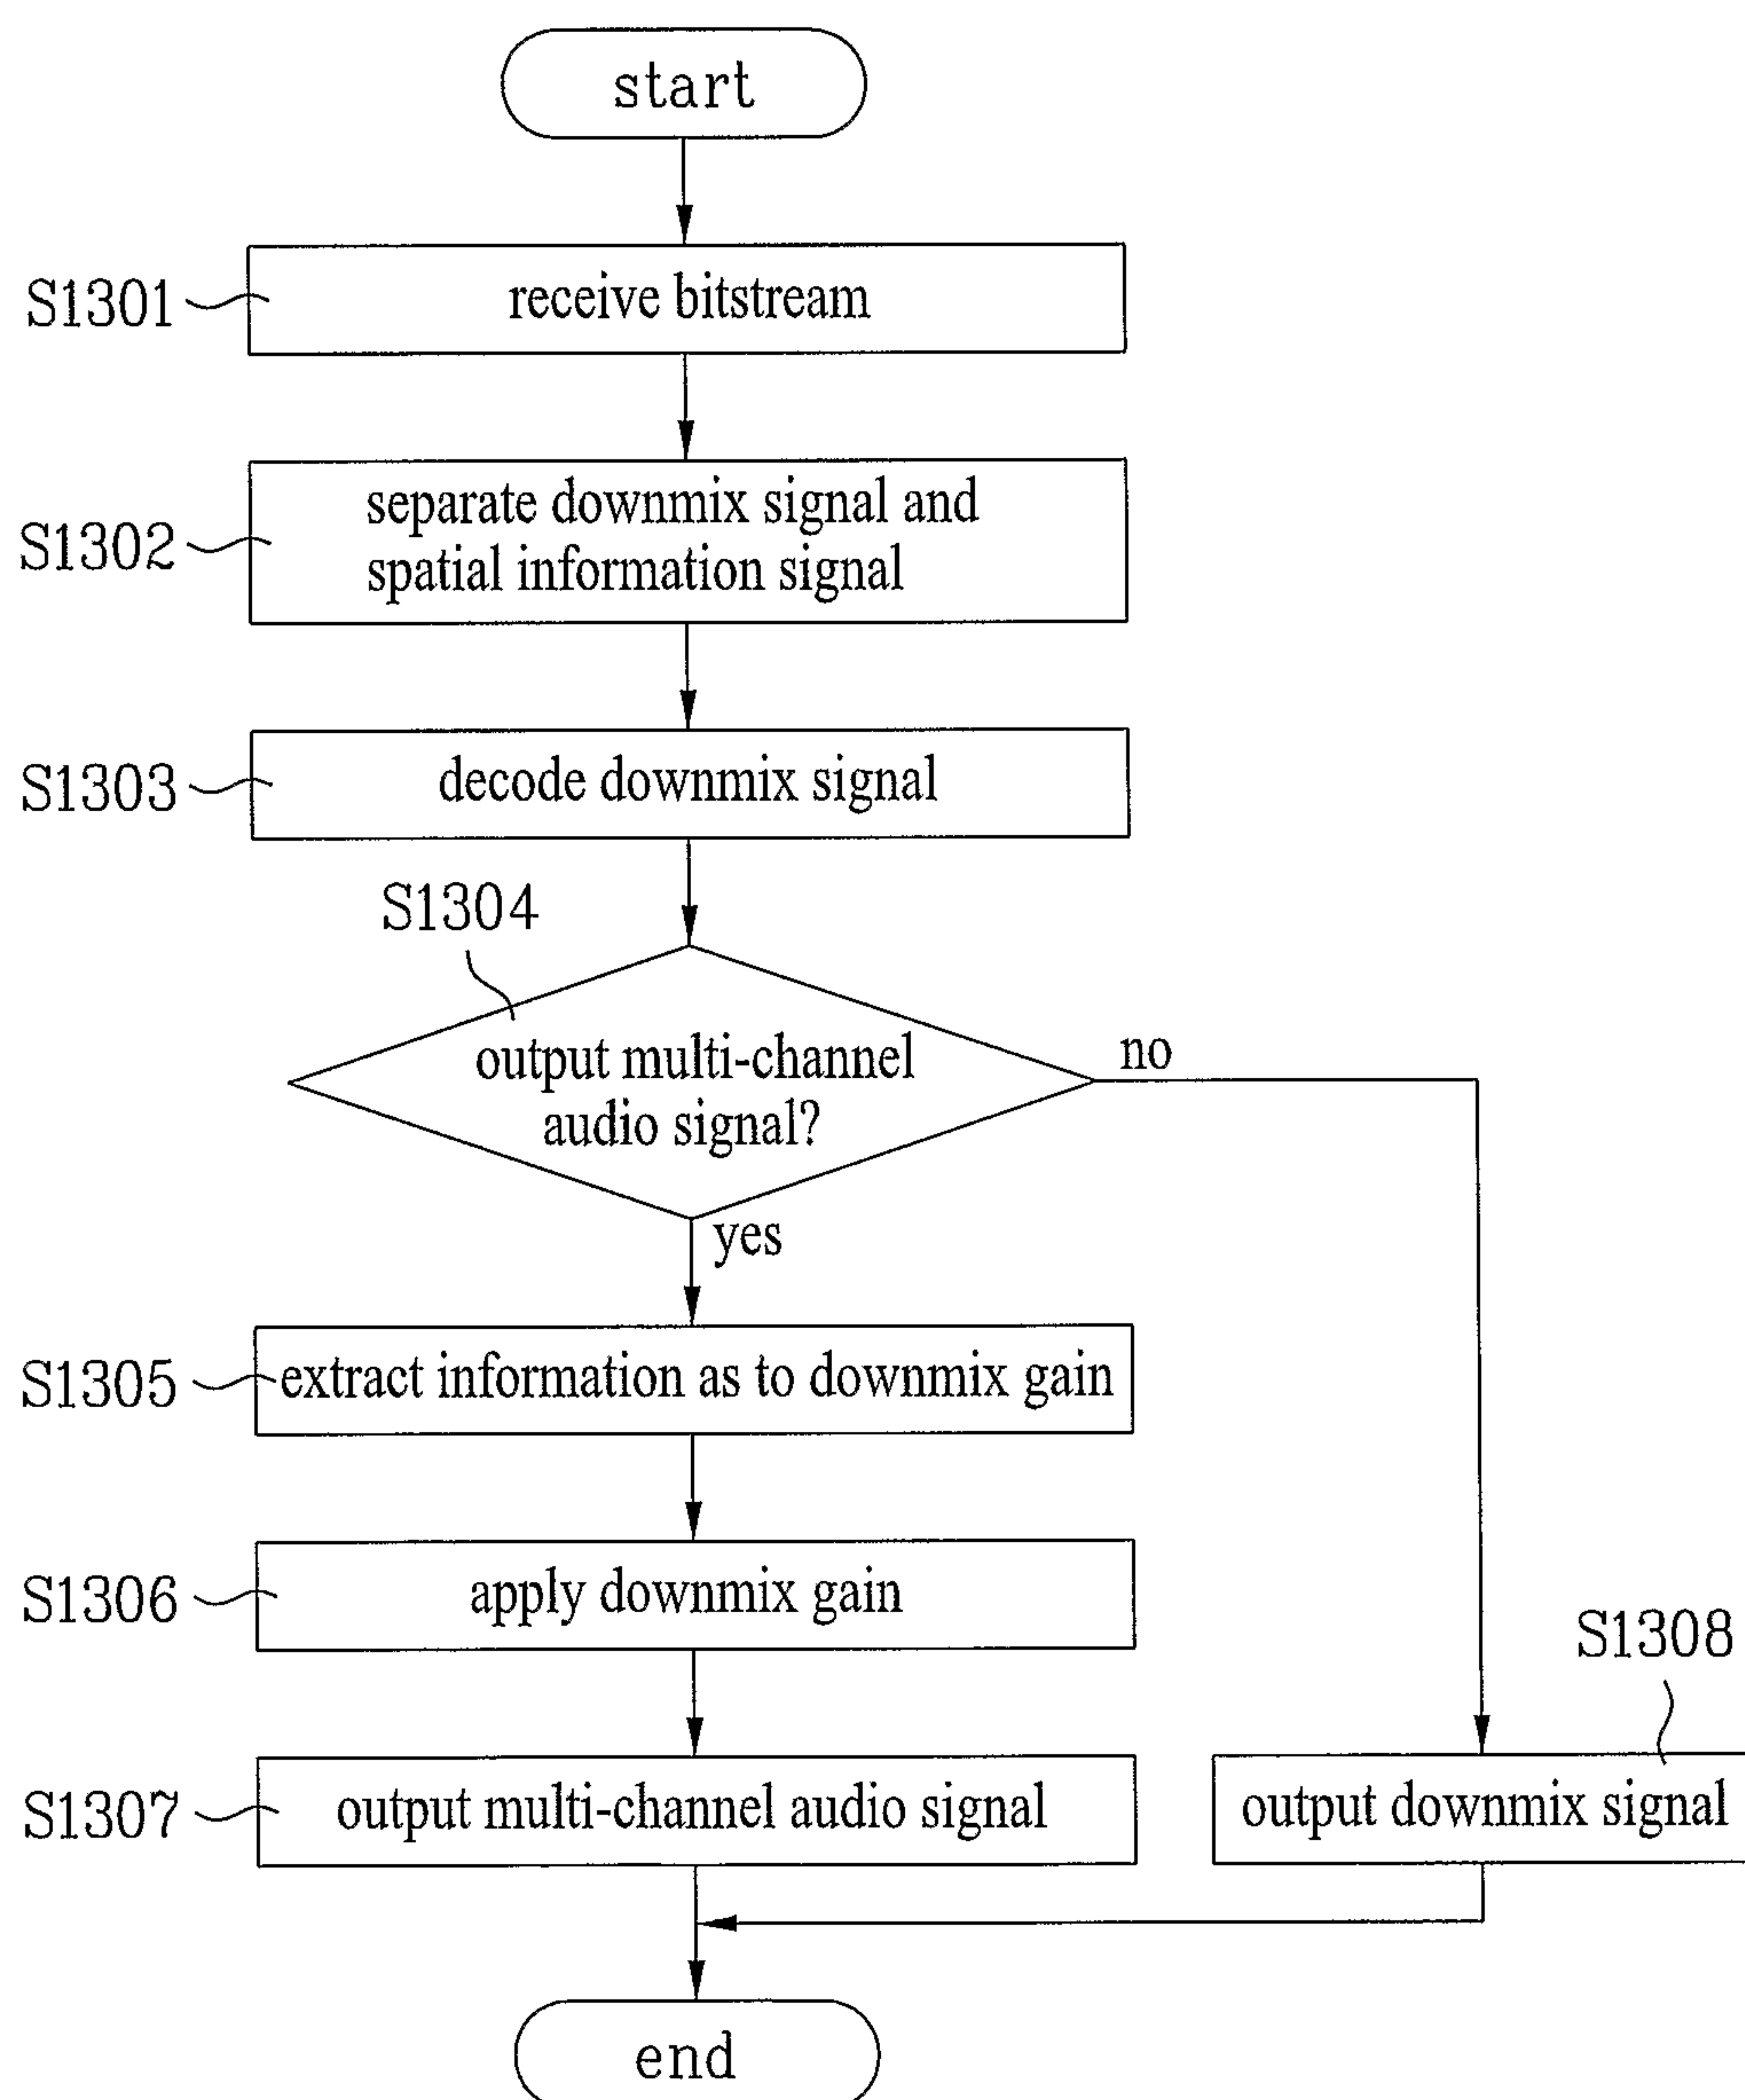 start
S1301
receive bitstream
S1302
separate downmix signal and
spatial information signal
S1303
decode downmix signal
S1304
output multi-channel
audio signal?
no
yes
S1305
extract information as to downmix gain
S1306
apply downmix gain
S1307
output multi-channel audio signal
S1308
output downmix signal
end